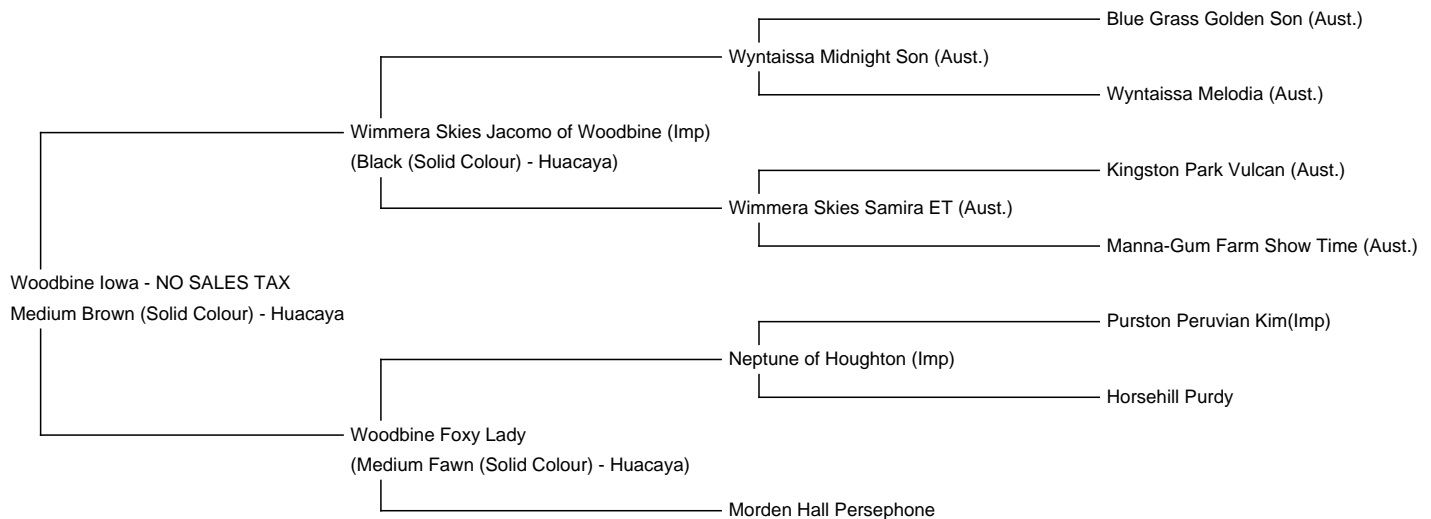 Blue Grass Golden Son (Aust.)
Wyntaissa Midnight Son (Aust.)
Wyntaissa Melodia (Aust.)
Wimmera Skies Jacomo of Woodbine (Imp)
(Black (Solid Colour) - Huacaya)
Kingston Park Vulcan (Aust.)
Wimmera Skies Samira ET (Aust.)
Manna-Gum Farm Show Time (Aust.)
Woodbine Iowa - NO SALES TAX
Medium Brown (Solid Colour) - Huacaya
Purston Peruvian Kim(Imp)
Neptune of Houghton (Imp)
Horsehill Purdy
Woodbine Foxy Lady
(Medium Fawn (Solid Colour) - Huacaya)
Morden Hall Persephone